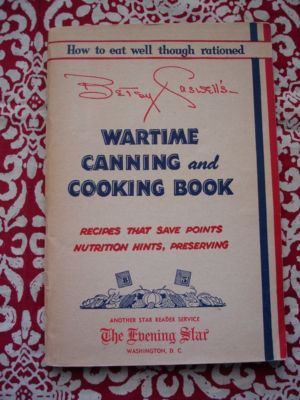 How to eat well though rationed
Betsy Caswell's
WARTIME
CANNING and
COOKING BOOK
RECIPES THAT SAVE POINTS
NUTRITION HINTS, PRESERVING
ANOTHER STAR READER SERVICE
The Evening Star
WASHINGTON, D. C.